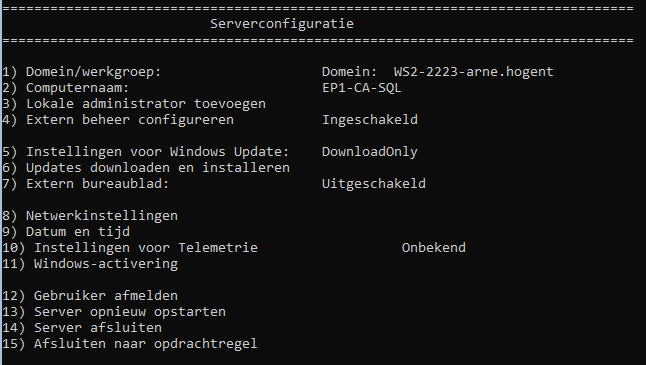 ===============================================================================
Serverconfiguratie
===============================================================================
1) Domein/werkgroep: Domein: WS2-2223-arne.hogent
2) Computernaam: EP1-CA-SQL
3) Lokale administrator toevoegen
4) Extern beheer configureren Ingeschakeld
5) Instellingen voor Windows Update: DownloadOnly
6) Updates downloaden en installeren
7) Extern bureaublad: Uitgeschakeld
8) Netwerkinstellingen
9) Datum en tijd
10) Instellingen voor Telemetrie Onbekend
11) Windows-activering
12) Gebruiker afmelden
13) Server opnieuw opstarten
14) Server afsluiten
15) Afsluiten naar opdrachtregel